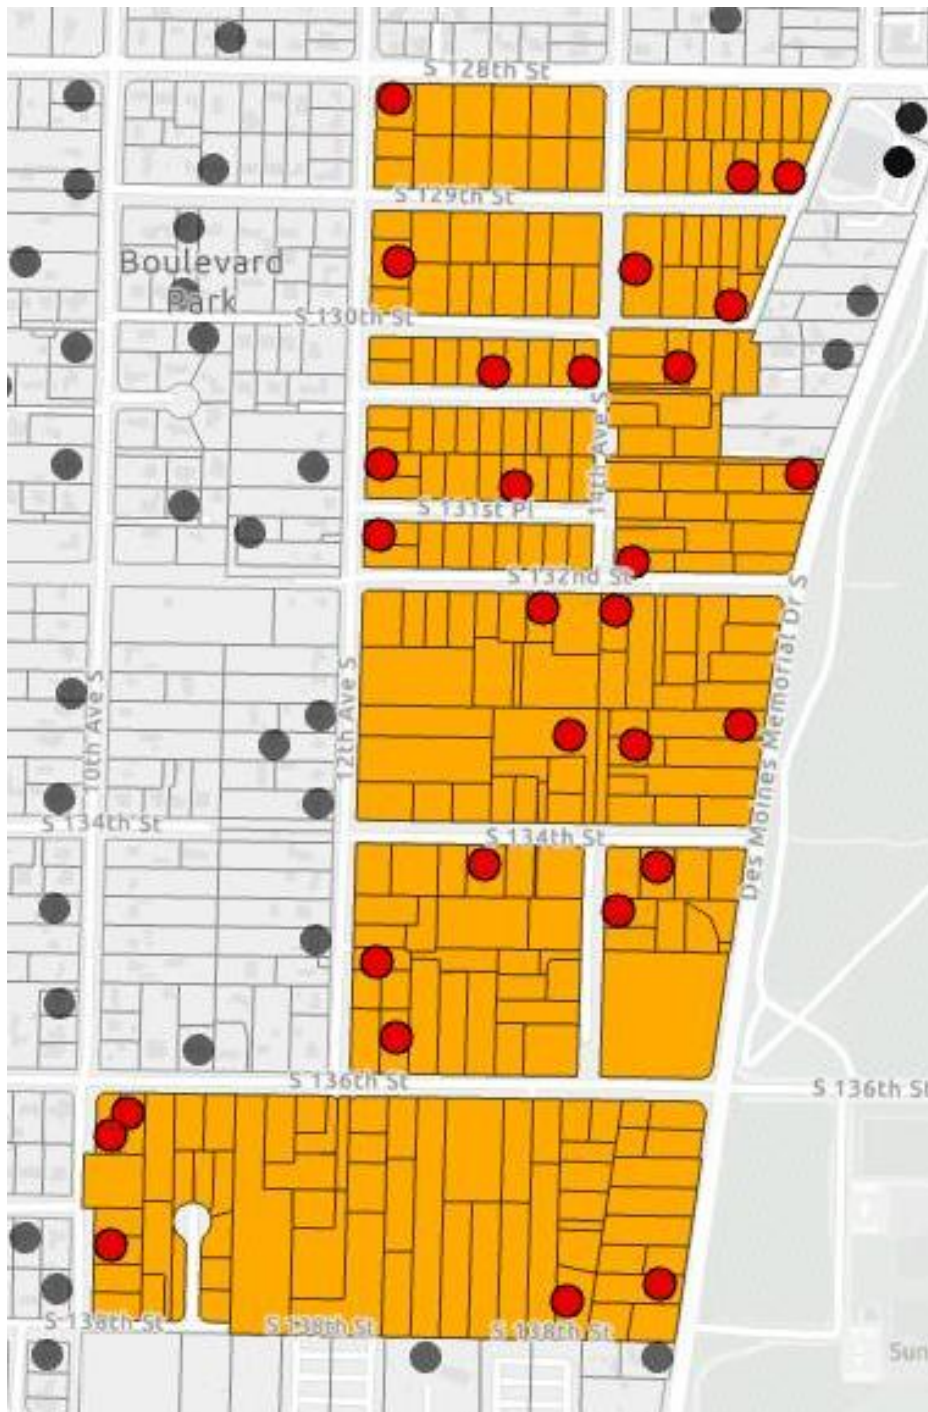 S 128th St
S 129th St
Boulevard
Park
S 130th St
14th Ave S
S 131st Pl
S 132nd St
Des Moines Memorial Dr S
10th Ave S
12th Ave S
S 134th St
S 134th St
S 136th St
S 136th St
S 138th St
S 138th St
S 138th St
Sun